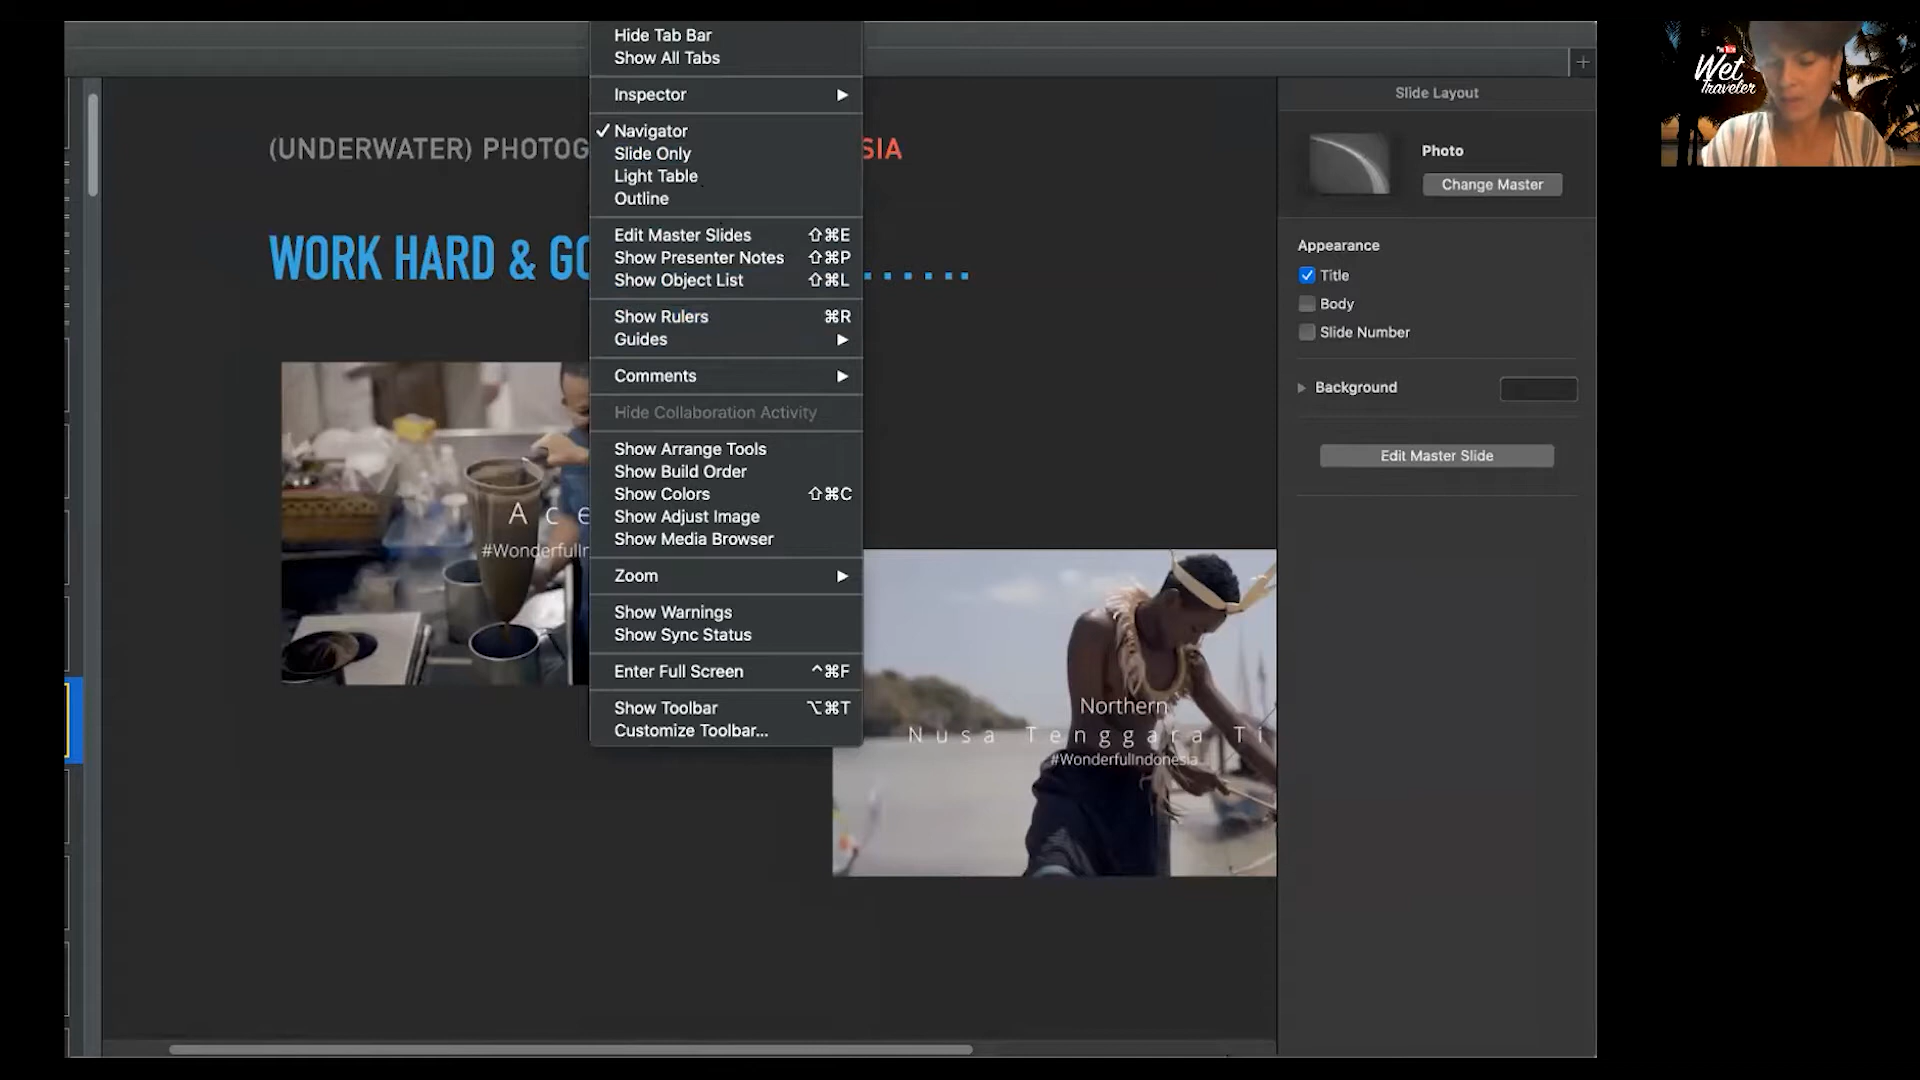 Hide Tab Bar
Show All Tabs
Inspector
Navigator
Slide Only
Light Table
Outline
Edit Master Slides ⇧⌘E
Show Presenter Notes ⇧⌘P
Show Object List ⇧⌘L
Show Rulers ⌘R
Guides
Comments
Hide Collaboration Activity
Show Arrange Tools
Show Build Order
Show Colors ⇧⌘C
Show Adjust Image
Show Media Browser
Zoom
Show Warnings
Show Sync Status
Enter Full Screen ^⌘F
Show Toolbar ⌥⌘T
Customize Toolbar...
(UNDERWATER) PHOTOG
SIA
WORK HARD & GO
......
A c e
#WonderfulIn
Northern
Nusa Tenggara Ti
#WonderfulIndonesia
Slide Layout
Photo
Change Master
Appearance
Title
Body
Slide Number
Background
Edit Master Slide
You Tube
Wet
Traveler